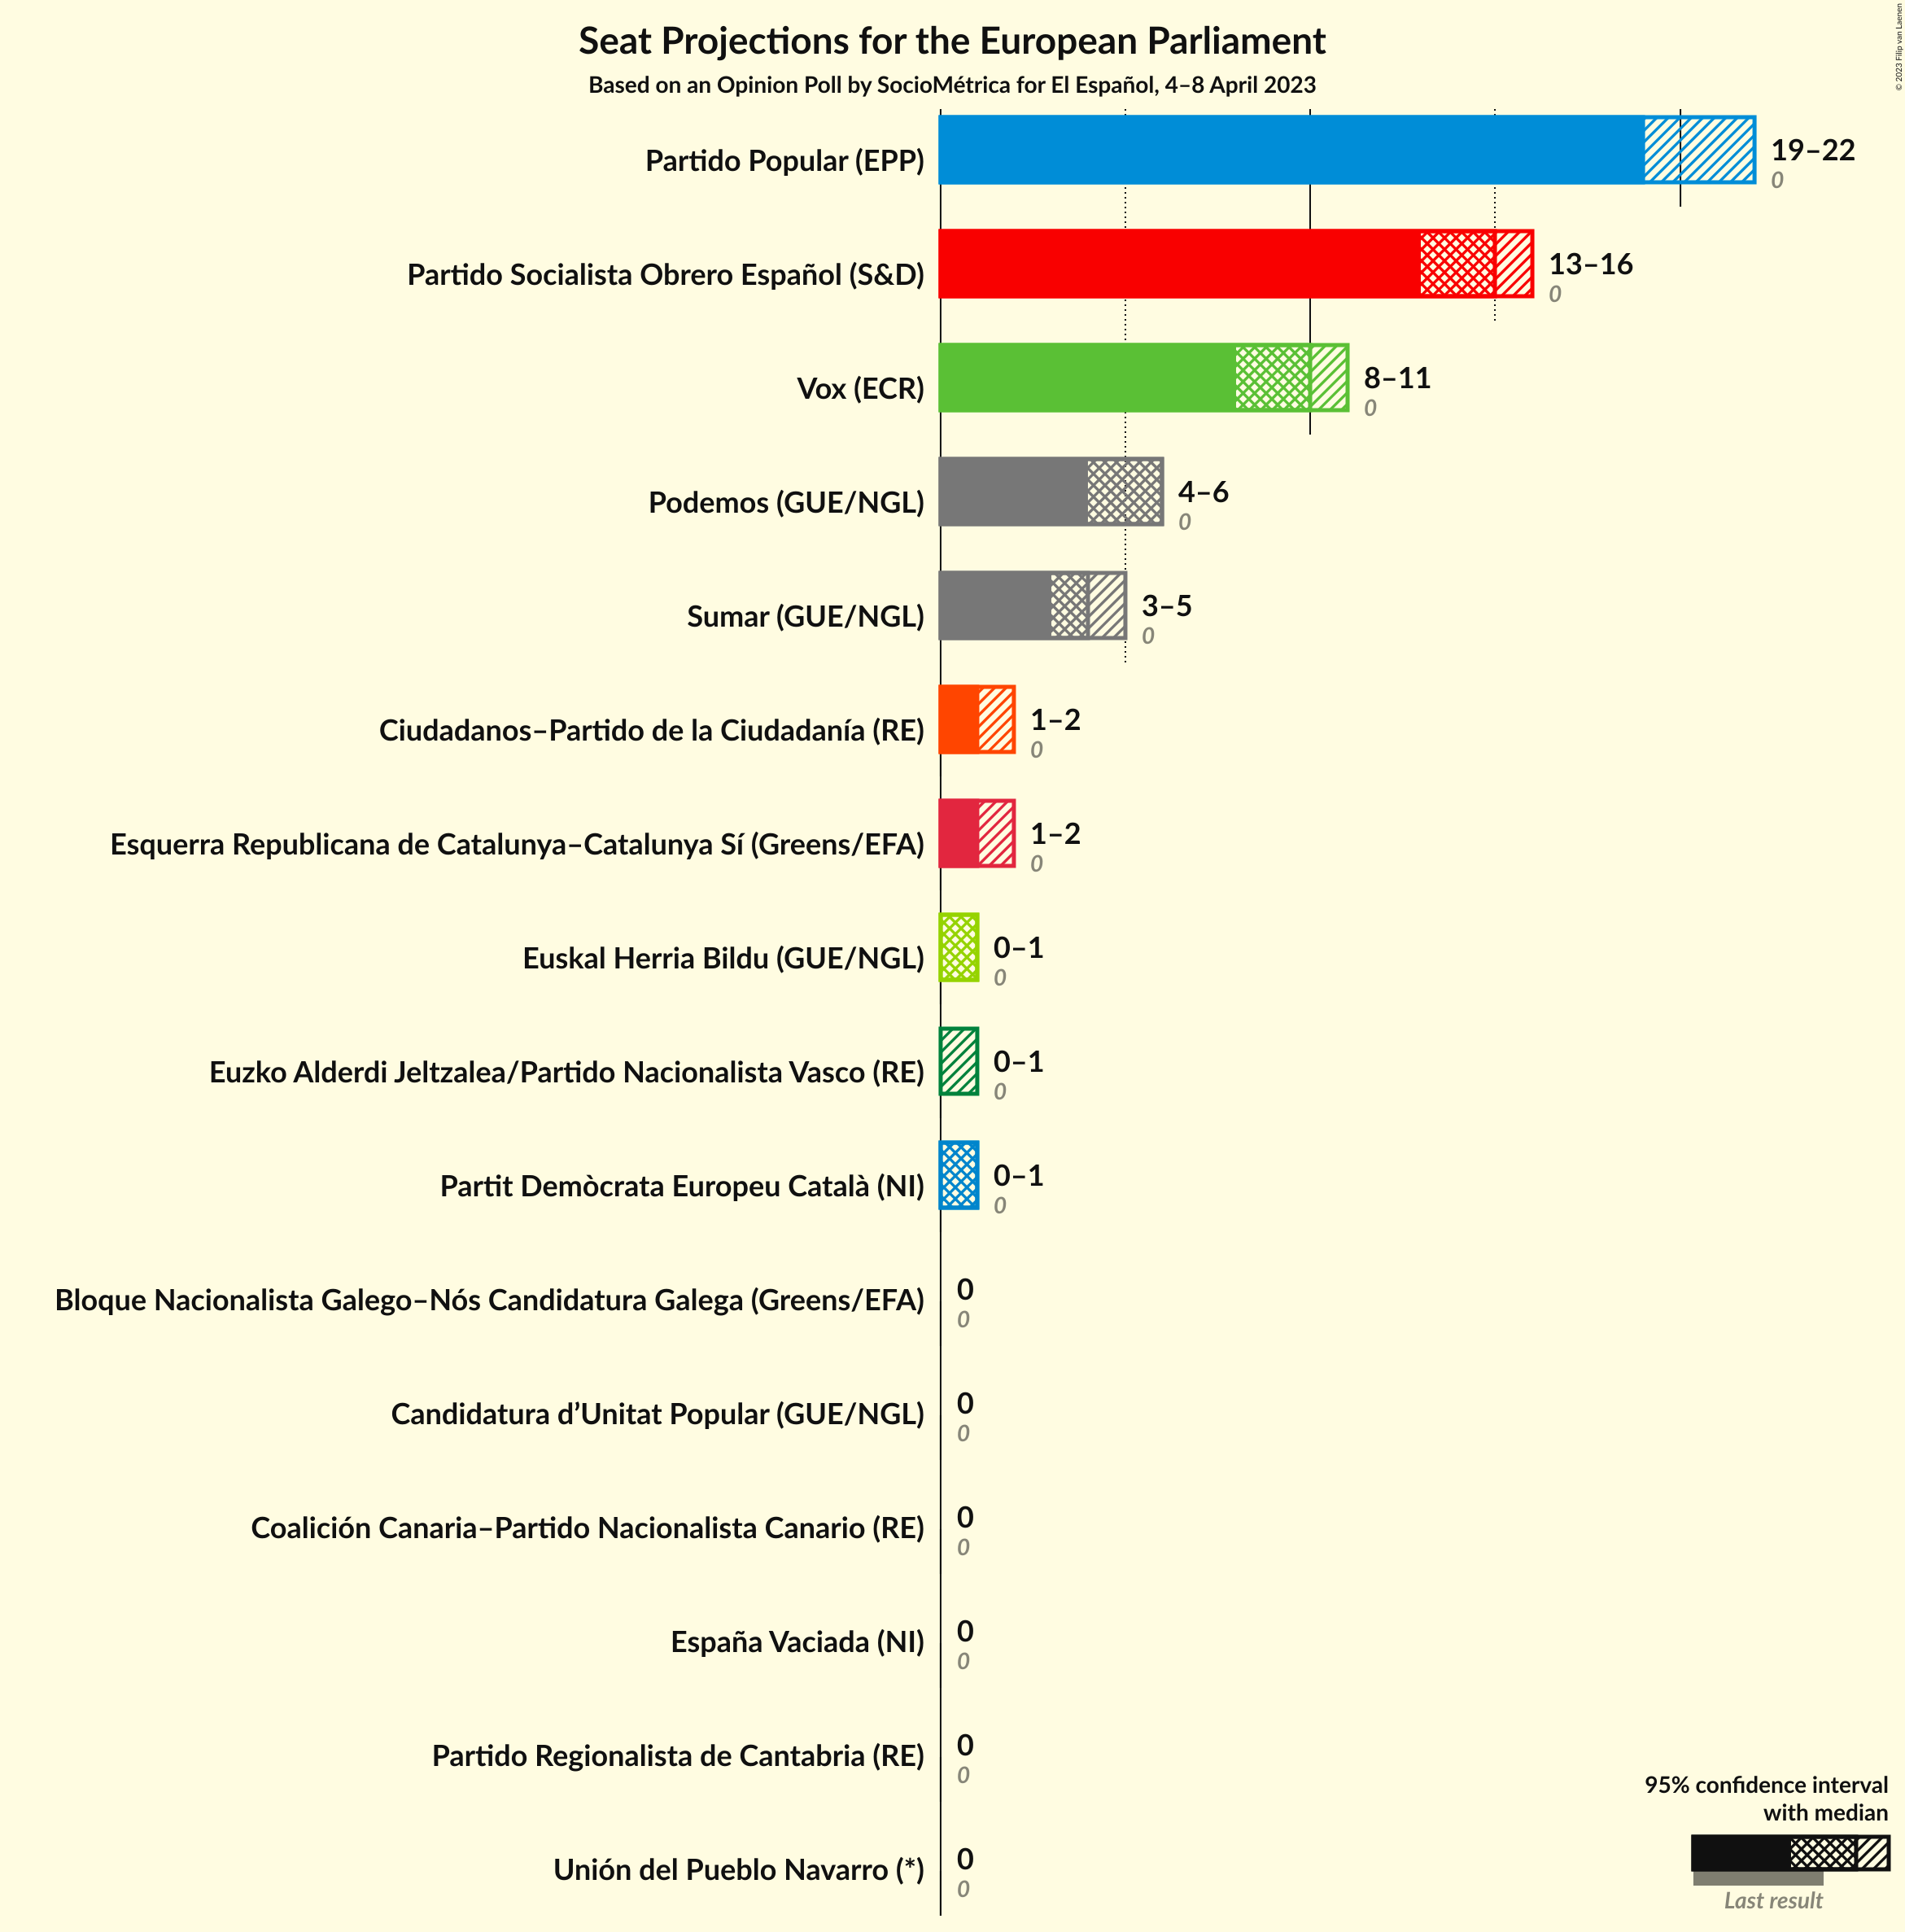 Seat Projections for the European Parliament
Based on an Opinion Poll by SocioMétrica for El Español, 4–8 April 2023
© 2023 Filip van Laenen
Partido Popular (EPP)
19–22
0
Partido Socialista Obrero Español (S&D)
13–16
0
Vox (ECR)
8–11
0
Podemos (GUE/NGL)
4–6
0
Sumar (GUE/NGL)
3–5
0
Ciudadanos–Partido de la Ciudadanía (RE)
1–2
0
Esquerra Republicana de Catalunya–Catalunya Sí (Greens/EFA)
1–2
0
Euskal Herria Bildu (GUE/NGL)
0–1
0
Euzko Alderdi Jeltzalea/Partido Nacionalista Vasco (RE)
0–1
0
Partit Demòcrata Europeu Català (NI)
0–1
0
Bloque Nacionalista Galego–Nós Candidatura Galega (Greens/EFA)
0
0
Candidatura d’Unitat Popular (GUE/NGL)
0
0
Coalición Canaria–Partido Nacionalista Canario (RE)
0
0
España Vaciada (NI)
0
0
Partido Regionalista de Cantabria (RE)
0
0
Unión del Pueblo Navarro (*)
0
0
95% confidence interval
with median
Last result